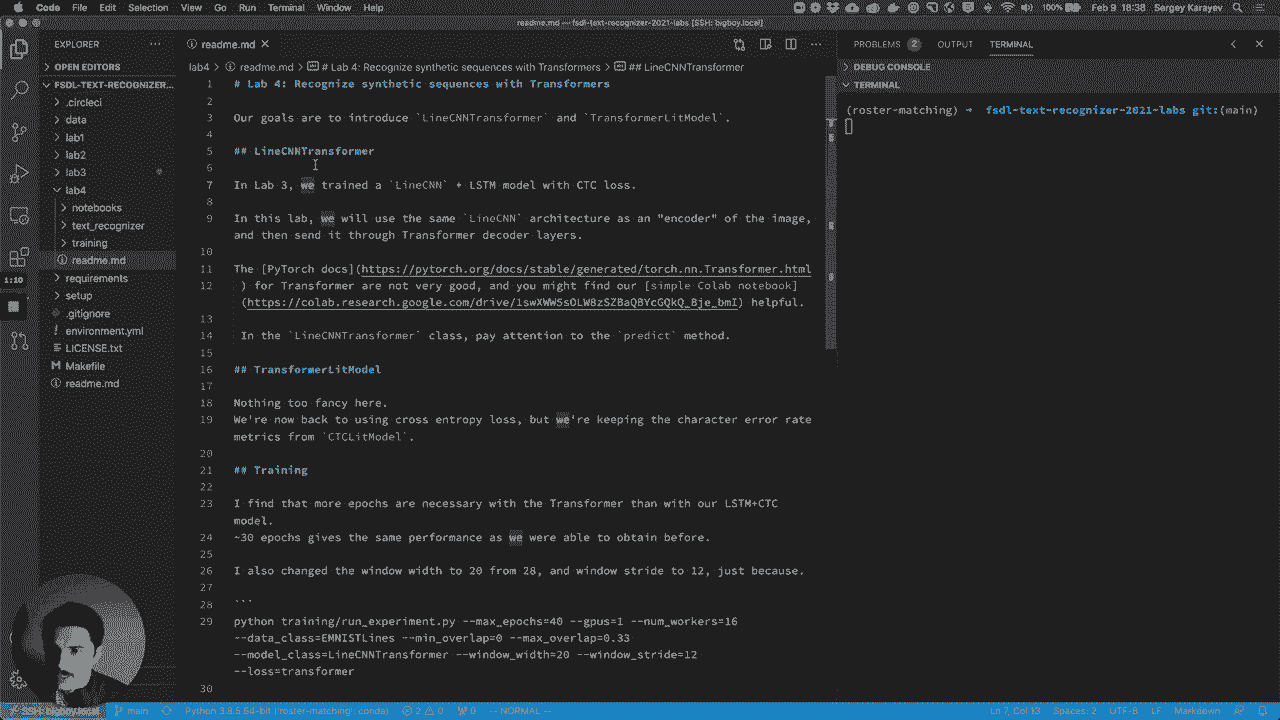 Code File Edit Selection View Go Run Terminal Window Help
100% Feb 9 18:38 Sergey Karayev
readme.md — fsdl-text-recognizer-2021-labs [SSH: bigboy.local]
EXPLORER
OPEN EDITORS
FSDL-TEXT-RECOGNIZER...
.circleci
data
lab1
lab2
lab3
lab4
notebooks
text_recognizer
training
readme.md
requirements
setup
.gitignore
environment.yml
LICENSE.txt
Makefile
readme.md
1:10
readme.md
lab4 > readme.md > # Lab 4: Recognize synthetic sequences with Transformers > ## LineCNNTransformer
1 # Lab 4: Recognize synthetic sequences with Transformers
2
3 Our goals are to introduce `LineCNNTransformer` and `TransformerLitModel`.
4
5 ## LineCNNTransformer
6
7 In Lab 3, we trained a `LineCNN` + LSTM model with CTC loss.
8
9 In this lab, we will use the same `LineCNN` architecture as an "encoder" of the image,
and then send it through Transformer decoder layers.
10
11 The [PyTorch docs](https://pytorch.org/docs/stable/generated/torch.nn.Transformer.html
12 ) for Transformer are not very good, and you might find our [simple Colab notebook]
(https://colab.research.google.com/drive/1swXWW5sOLW8zSZBaQBYcGQkQ_Bje_bmI) helpful.
13
14 In the `LineCNNTransformer` class, pay attention to the `predict` method.
15
16 ## TransformerLitModel
17
18 Nothing too fancy here.
19 We're now back to using cross entropy loss, but we're keeping the character error rate
metrics from `CTCLitModel`.
20
21 ## Training
22
23 I find that more epochs are necessary with the Transformer than with our LSTM+CTC
model.
24 ~30 epochs gives the same performance as we were able to obtain before.
25
26 I also changed the window width to 20 from 28, and window stride to 12, just because.
27
28 ```
29 python training/run_experiment.py --max_epochs=40 --gpus=1 --num_workers=16
--data_class=EMNISTLines --min_overlap=0 --max_overlap=0.33
--model_class=LineCNNTransformer --window_width=20 --window_stride=12
--loss=transformer
30
PROBLEMS 2 OUTPUT TERMINAL
DEBUG CONSOLE
TERMINAL
(roster-matching) → fsdl-text-recognizer-2021-labs git:(main)
SSH: bigboy.local main Python 3.8.5 64-bit ('roster-matching': conda) 2 0 0 -- NORMAL -- Ln 7, Col 13 Spaces: 2 UTF-8 LF Markdown